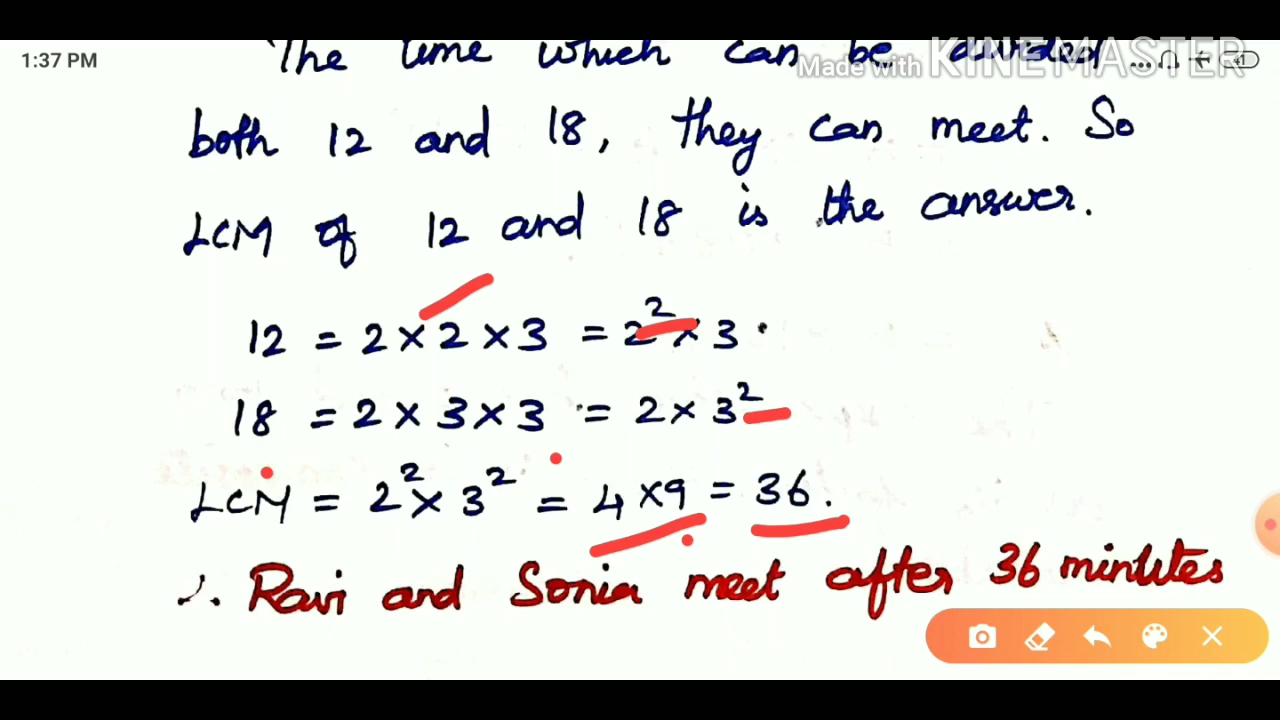 1:37 PM
The time which can be divided
Made with KINEMASTER
41
both 12 and 18, they can meet. So
LCM of 12 and 18 is the answer.
12 = 2 × 2 × 3 = 2² × 3
18 = 2 × 3 × 3 = 2 × 3²
LCM = 2² × 3² = 4 × 9 = 36.
∴ Ravi and Sonia meet after 36 minutes